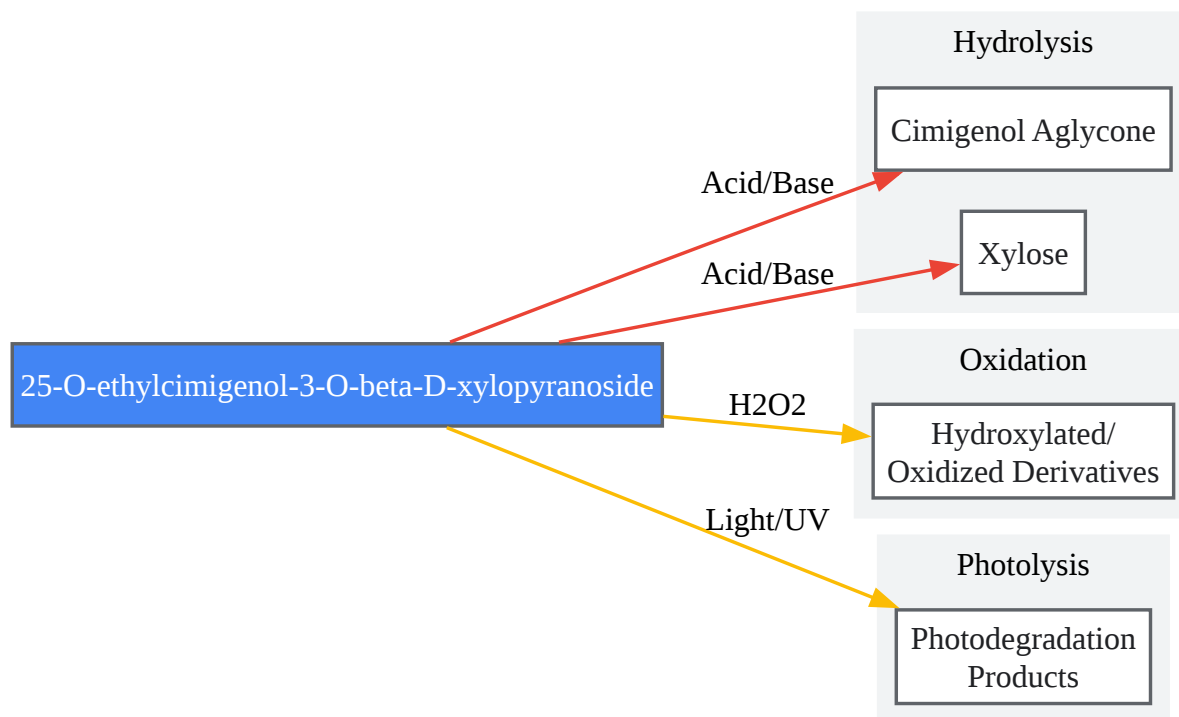 Hydrolysis
Cimigenol Aglycone
Acid/Base
Xylose
Acid/Base
25-O-ethylcimigenol-3-O-beta-D-xylopyranoside
Oxidation
H2O2
Hydroxylated/
Oxidized Derivatives
Light/UV
Photolysis
Photodegradation
Products